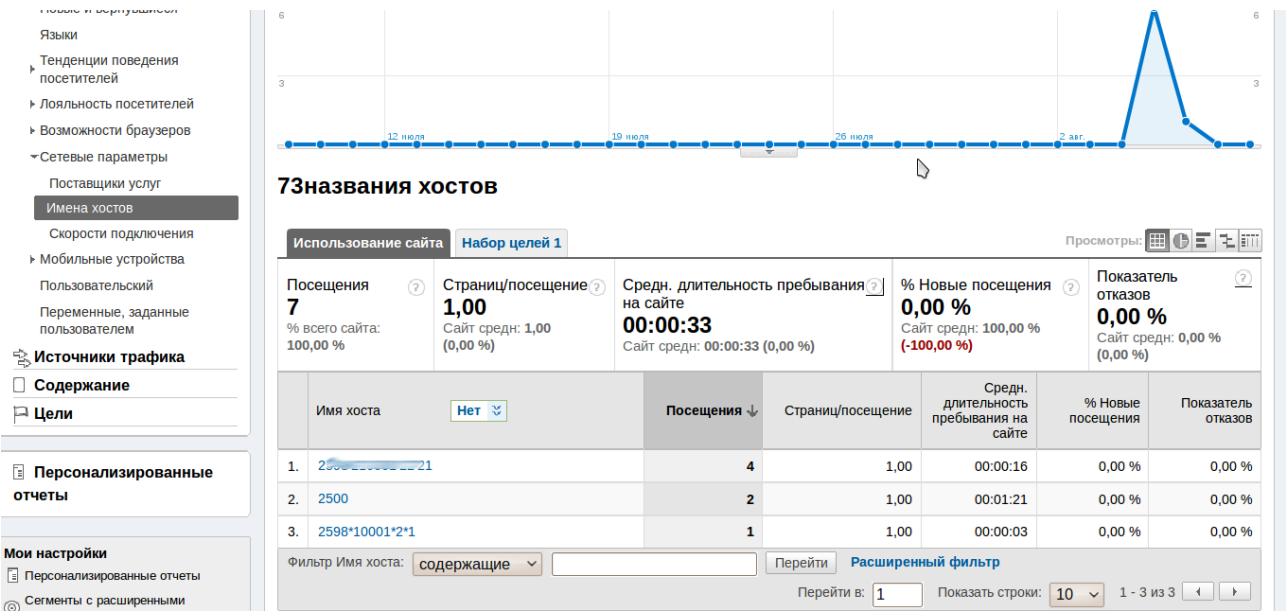 Новые и вернувшиеся
Языки
Тенденции поведения
посетителей
Лояльность посетителей
Возможности браузеров
Сетевые параметры
Поставщики услуг
Имена хостов
Скорости подключения
Мобильные устройства
Пользовательский
Переменные, заданные
пользователем
Источники трафика
Содержание
Цели
Персонализированные
отчеты
Мои настройки
Персонализированные отчеты
Сегменты с расширенными
6 6
3 3
12 июля 19 июля 26 июля 2 авг.
73названия хостов
Использование сайта Набор целей 1 Просмотры:
Посещения ?
7
% всего сайта:
100,00 %
Страниц/посещение ?
1,00
Сайт средн: 1,00
(0,00 %)
Средн. длительность пребывания ?
на сайте
00:00:33
Сайт средн: 00:00:33 (0,00 %)
% Новые посещения ?
0,00 %
Сайт средн: 100,00 %
(-100,00 %)
Показатель ?
отказов
0,00 %
Сайт средн: 0,00 %
(0,00 %)
Имя хоста Нет Посещения Страниц/посещение Средн. длительность пребывания на сайте % Новые посещения Показатель отказов
1. 4 1,00 00:00:16 0,00 % 0,00 %
2. 2500 2 1,00 00:01:21 0,00 % 0,00 %
3. 2598*10001*2*1 1 1,00 00:00:03 0,00 % 0,00 %
Фильтр Имя хоста: содержащие Перейти Расширенный фильтр
Перейти в: 1 Показать строки: 10 1 - 3 из 3